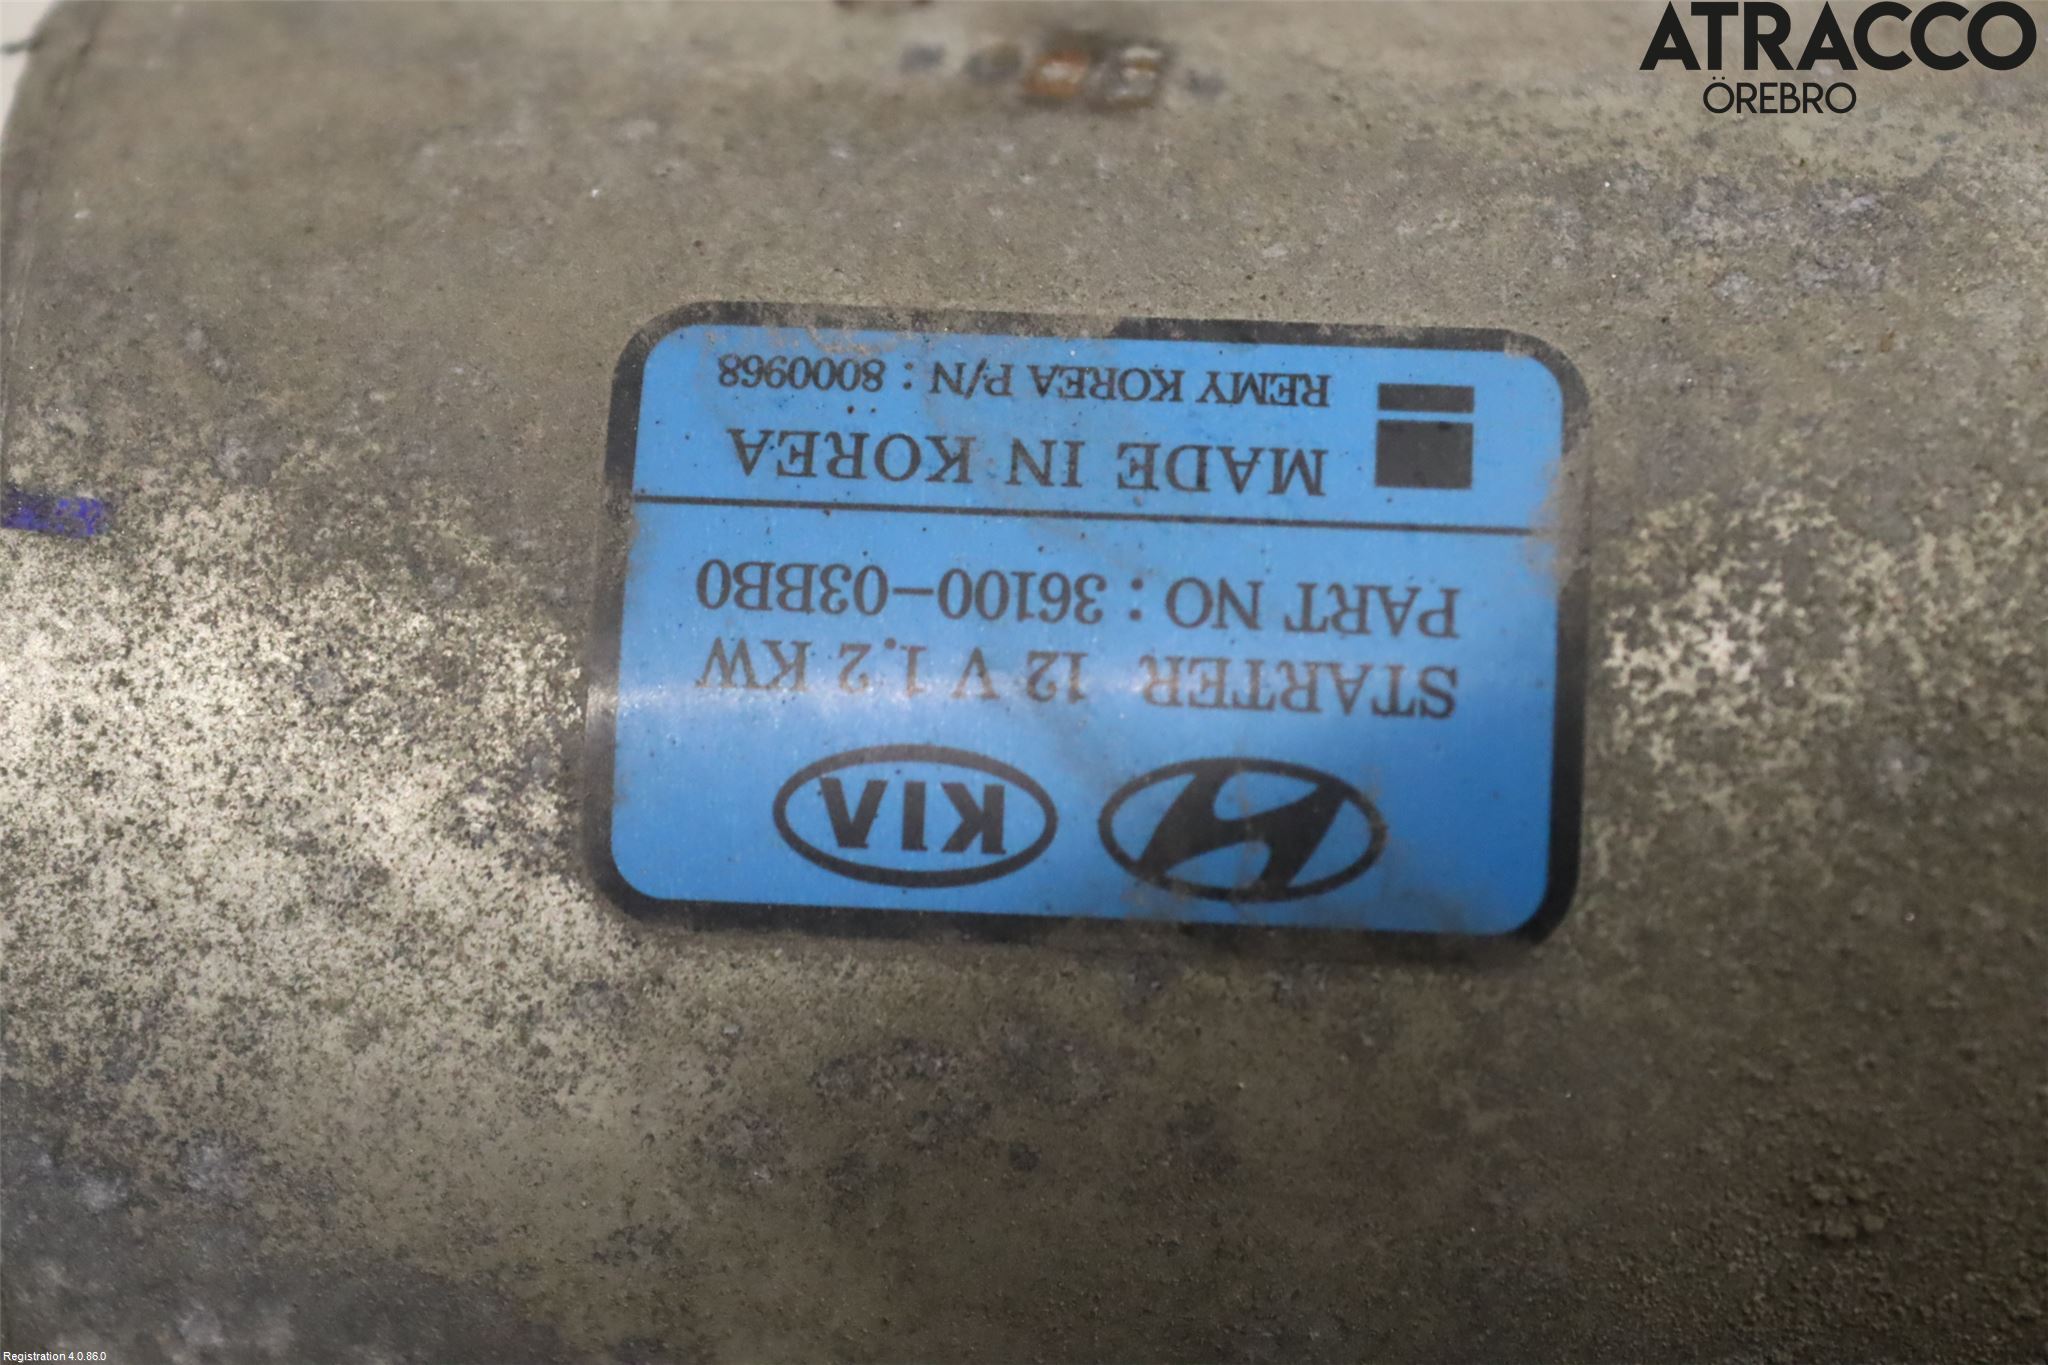 ATRACCO
ÖREBRO
KIA
STARTER 12 V 1.2 KW
PART NO : 36100-03BB0
MADE IN KOREA
REMY KOREA P/N : 8000968
Registration 4.0.86.0